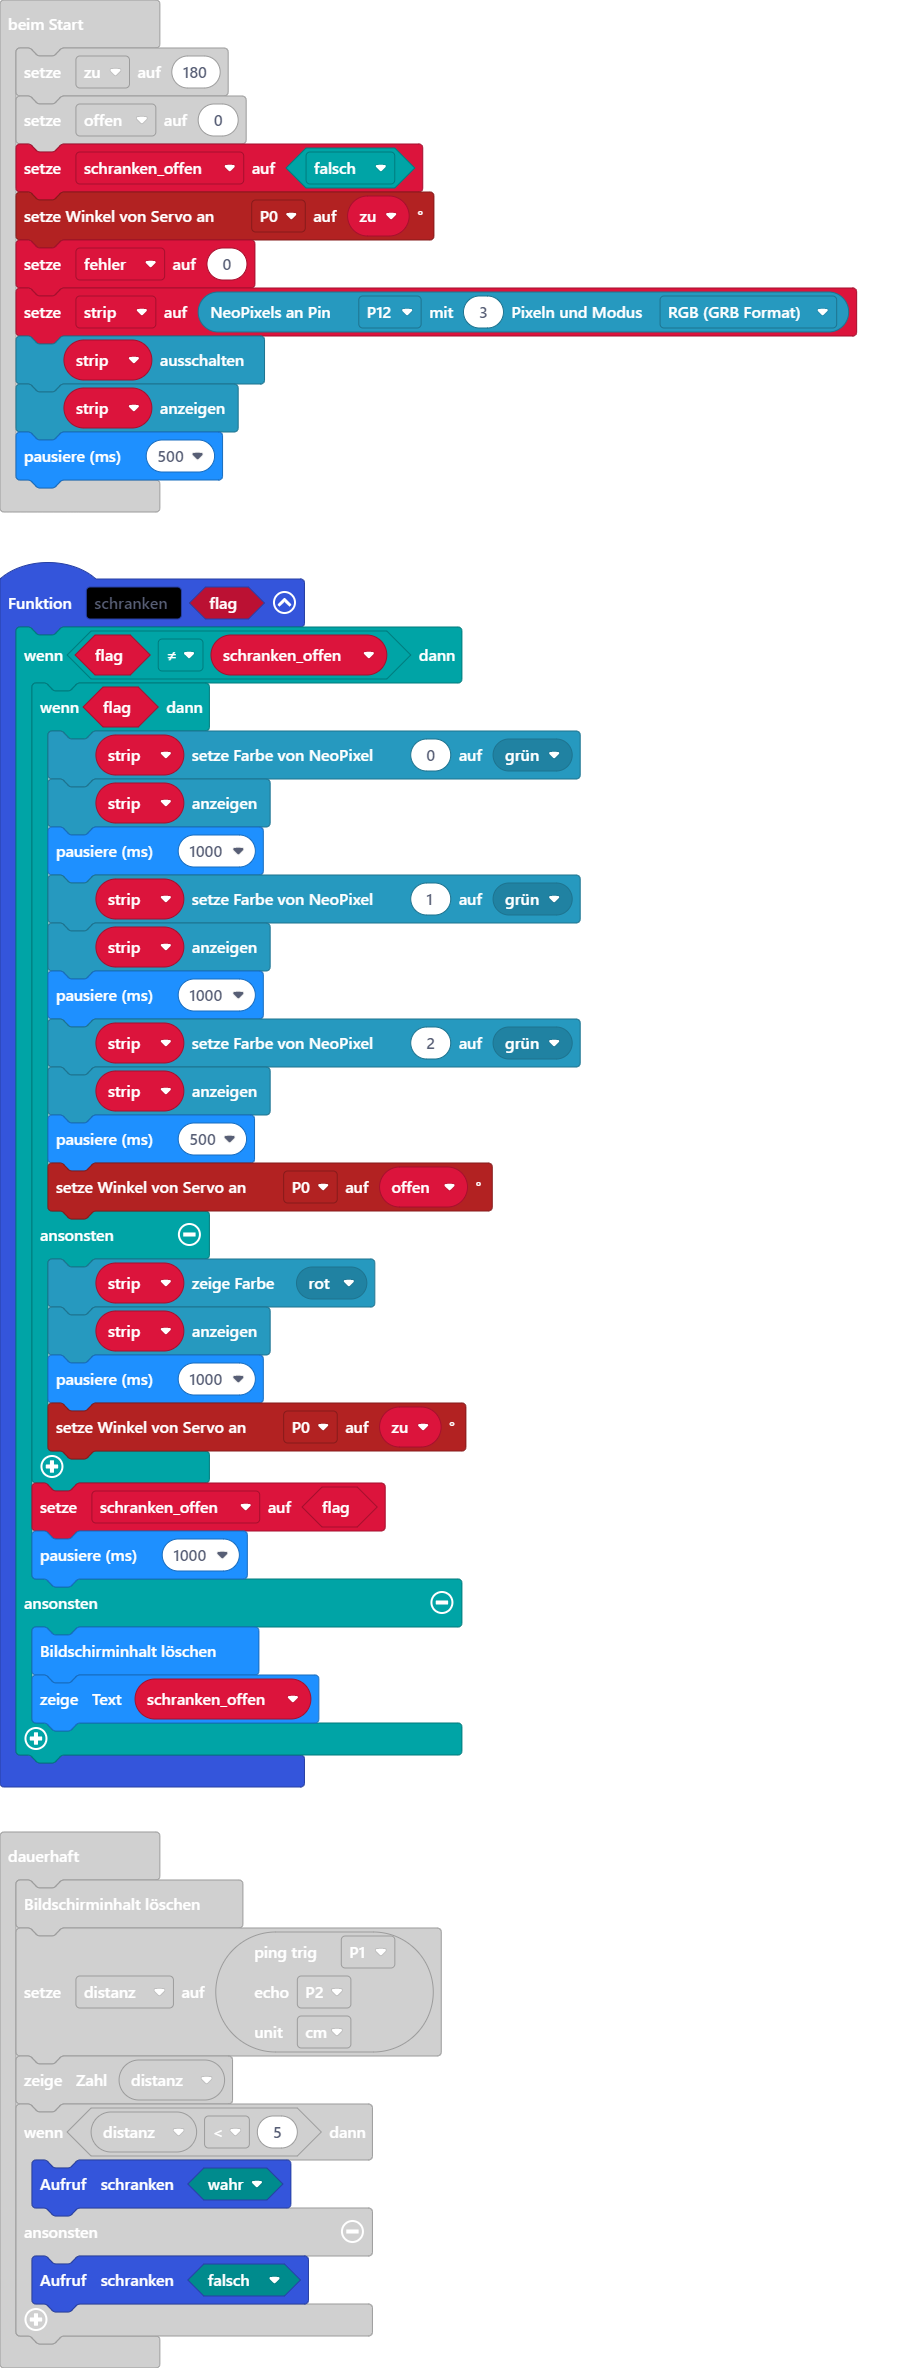 beim Start
setze zu auf 180
setze offen auf 0
setze schranken_offen auf falsch
setze Winkel von Servo an P0 auf zu °
setze fehler auf 0
setze strip auf NeoPixels an Pin P12 mit 3 Pixeln und Modus RGB (GRB Format)
strip ausschalten
strip anzeigen
pausiere (ms) 500
Funktion schranken flag
wenn flag ≠ schranken_offen dann
wenn flag dann
strip setze Farbe von NeoPixel 0 auf grün
strip anzeigen
pausiere (ms) 1000
strip setze Farbe von NeoPixel 1 auf grün
strip anzeigen
pausiere (ms) 1000
strip setze Farbe von NeoPixel 2 auf grün
strip anzeigen
pausiere (ms) 500
setze Winkel von Servo an P0 auf offen °
ansonsten
strip zeige Farbe rot
strip anzeigen
pausiere (ms) 1000
setze Winkel von Servo an P0 auf zu °
setze schranken_offen auf flag
pausiere (ms) 1000
ansonsten
Bildschirminhalt löschen
zeige Text schranken_offen
dauerhaft
Bildschirminhalt löschen
ping trig P1
setze distanz auf echo P2
unit cm
zeige Zahl distanz
wenn distanz < 5 dann
Aufruf schranken wahr
ansonsten
Aufruf schranken falsch